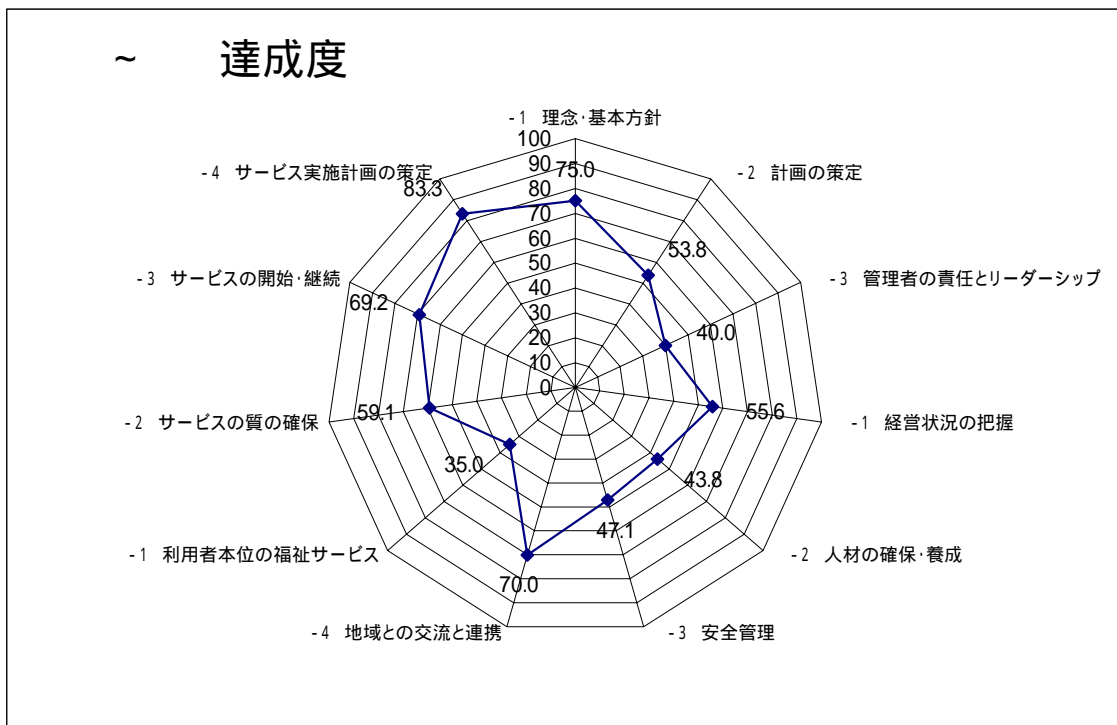 ~ 達成度
-1 理念･基本方針
-2 計画の策定
-3 管理者の責任とリーダーシップ
-1 経営状況の把握
-2 人材の確保･養成
-3 安全管理
-4 地域との交流と連携
-1 利用者本位の福祉サービス
-2 サービスの質の確保
-3 サービスの開始･継続
-4 サービス実施計画の策定
100
90
80
70
60
50
40
30
20
10
0
75.0
53.8
40.0
55.6
43.8
47.1
70.0
35.0
59.1
69.2
83.3